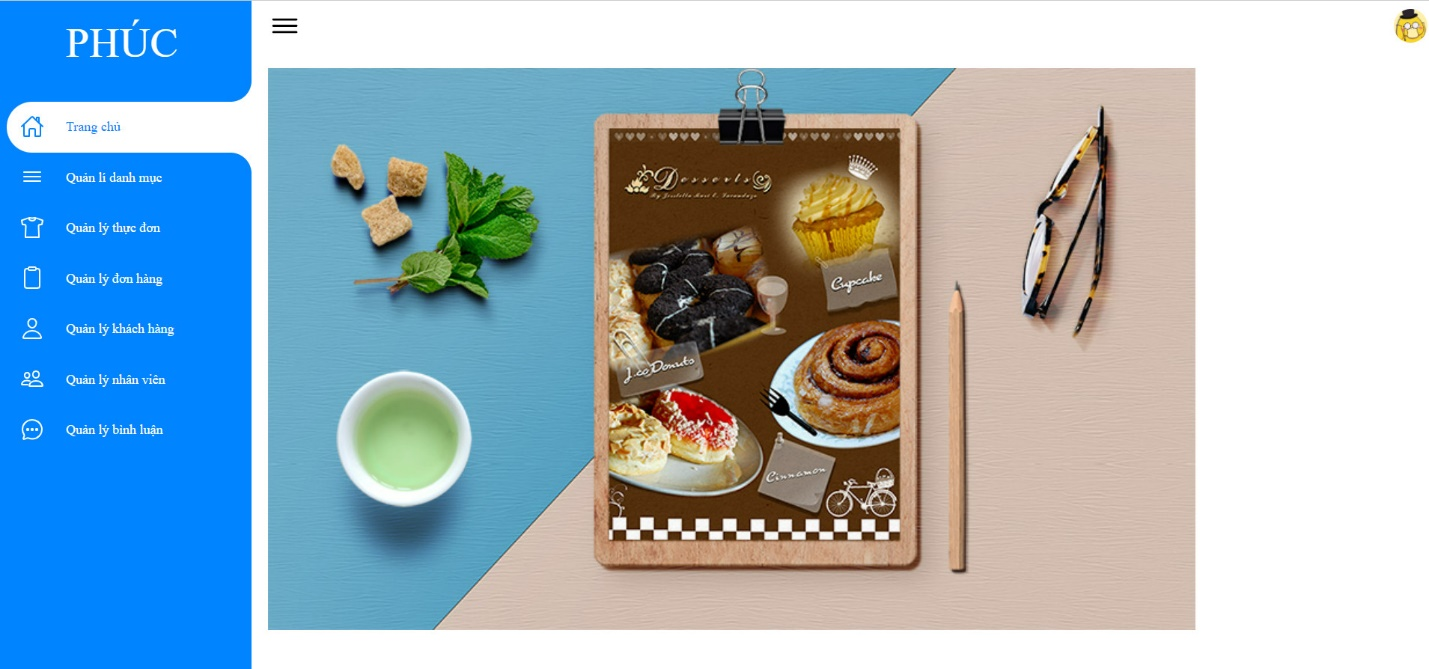 PHÚC
Trang chủ
Quản lí danh mục
Quản lý thực đơn
Quản lý đơn hàng
Quản lý khách hàng
Quản lý nhân viên
Quản lý bình luận
Desserts
Cupcake
J.co Donuts
Cinnamon